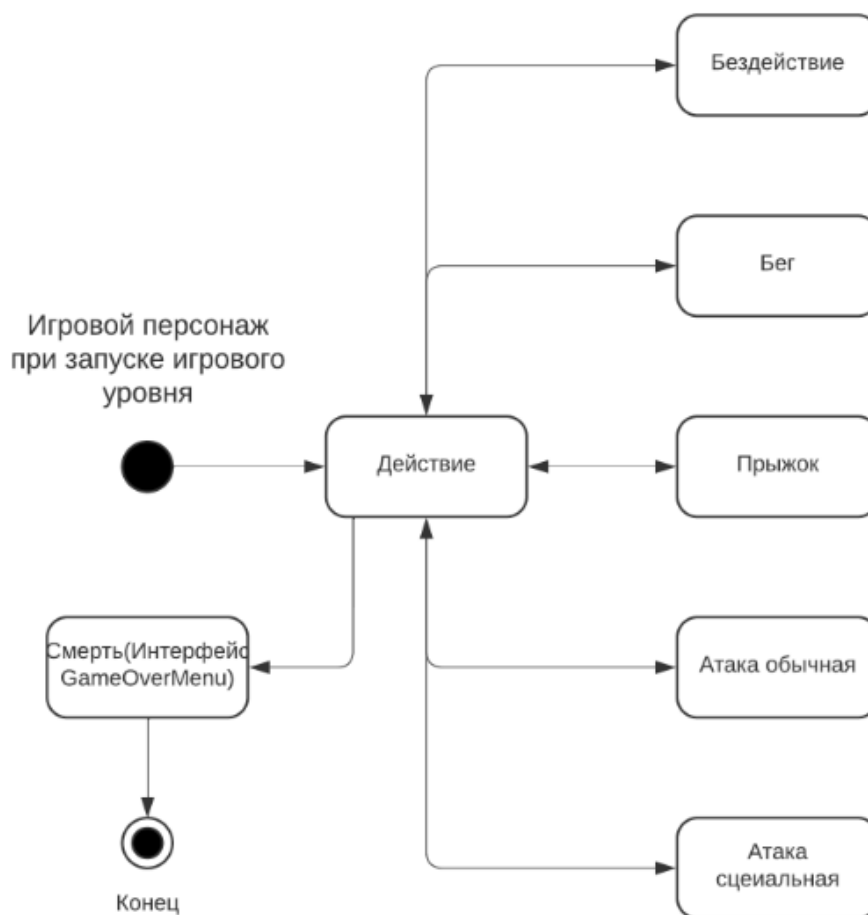 Бездействие
Бег
Игровой персонаж
при запуске игрового
уровня
Действие
Прыжок
Смерть(Интерфейс
GameOverMenu)
Атака обычная
Атака
сцеиальная
Конец